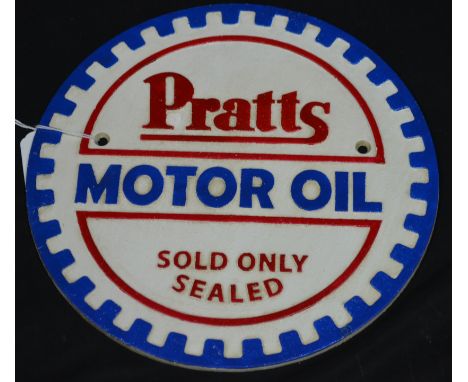 Pratts
MOTOR OIL
SOLD ONLY
SEALED